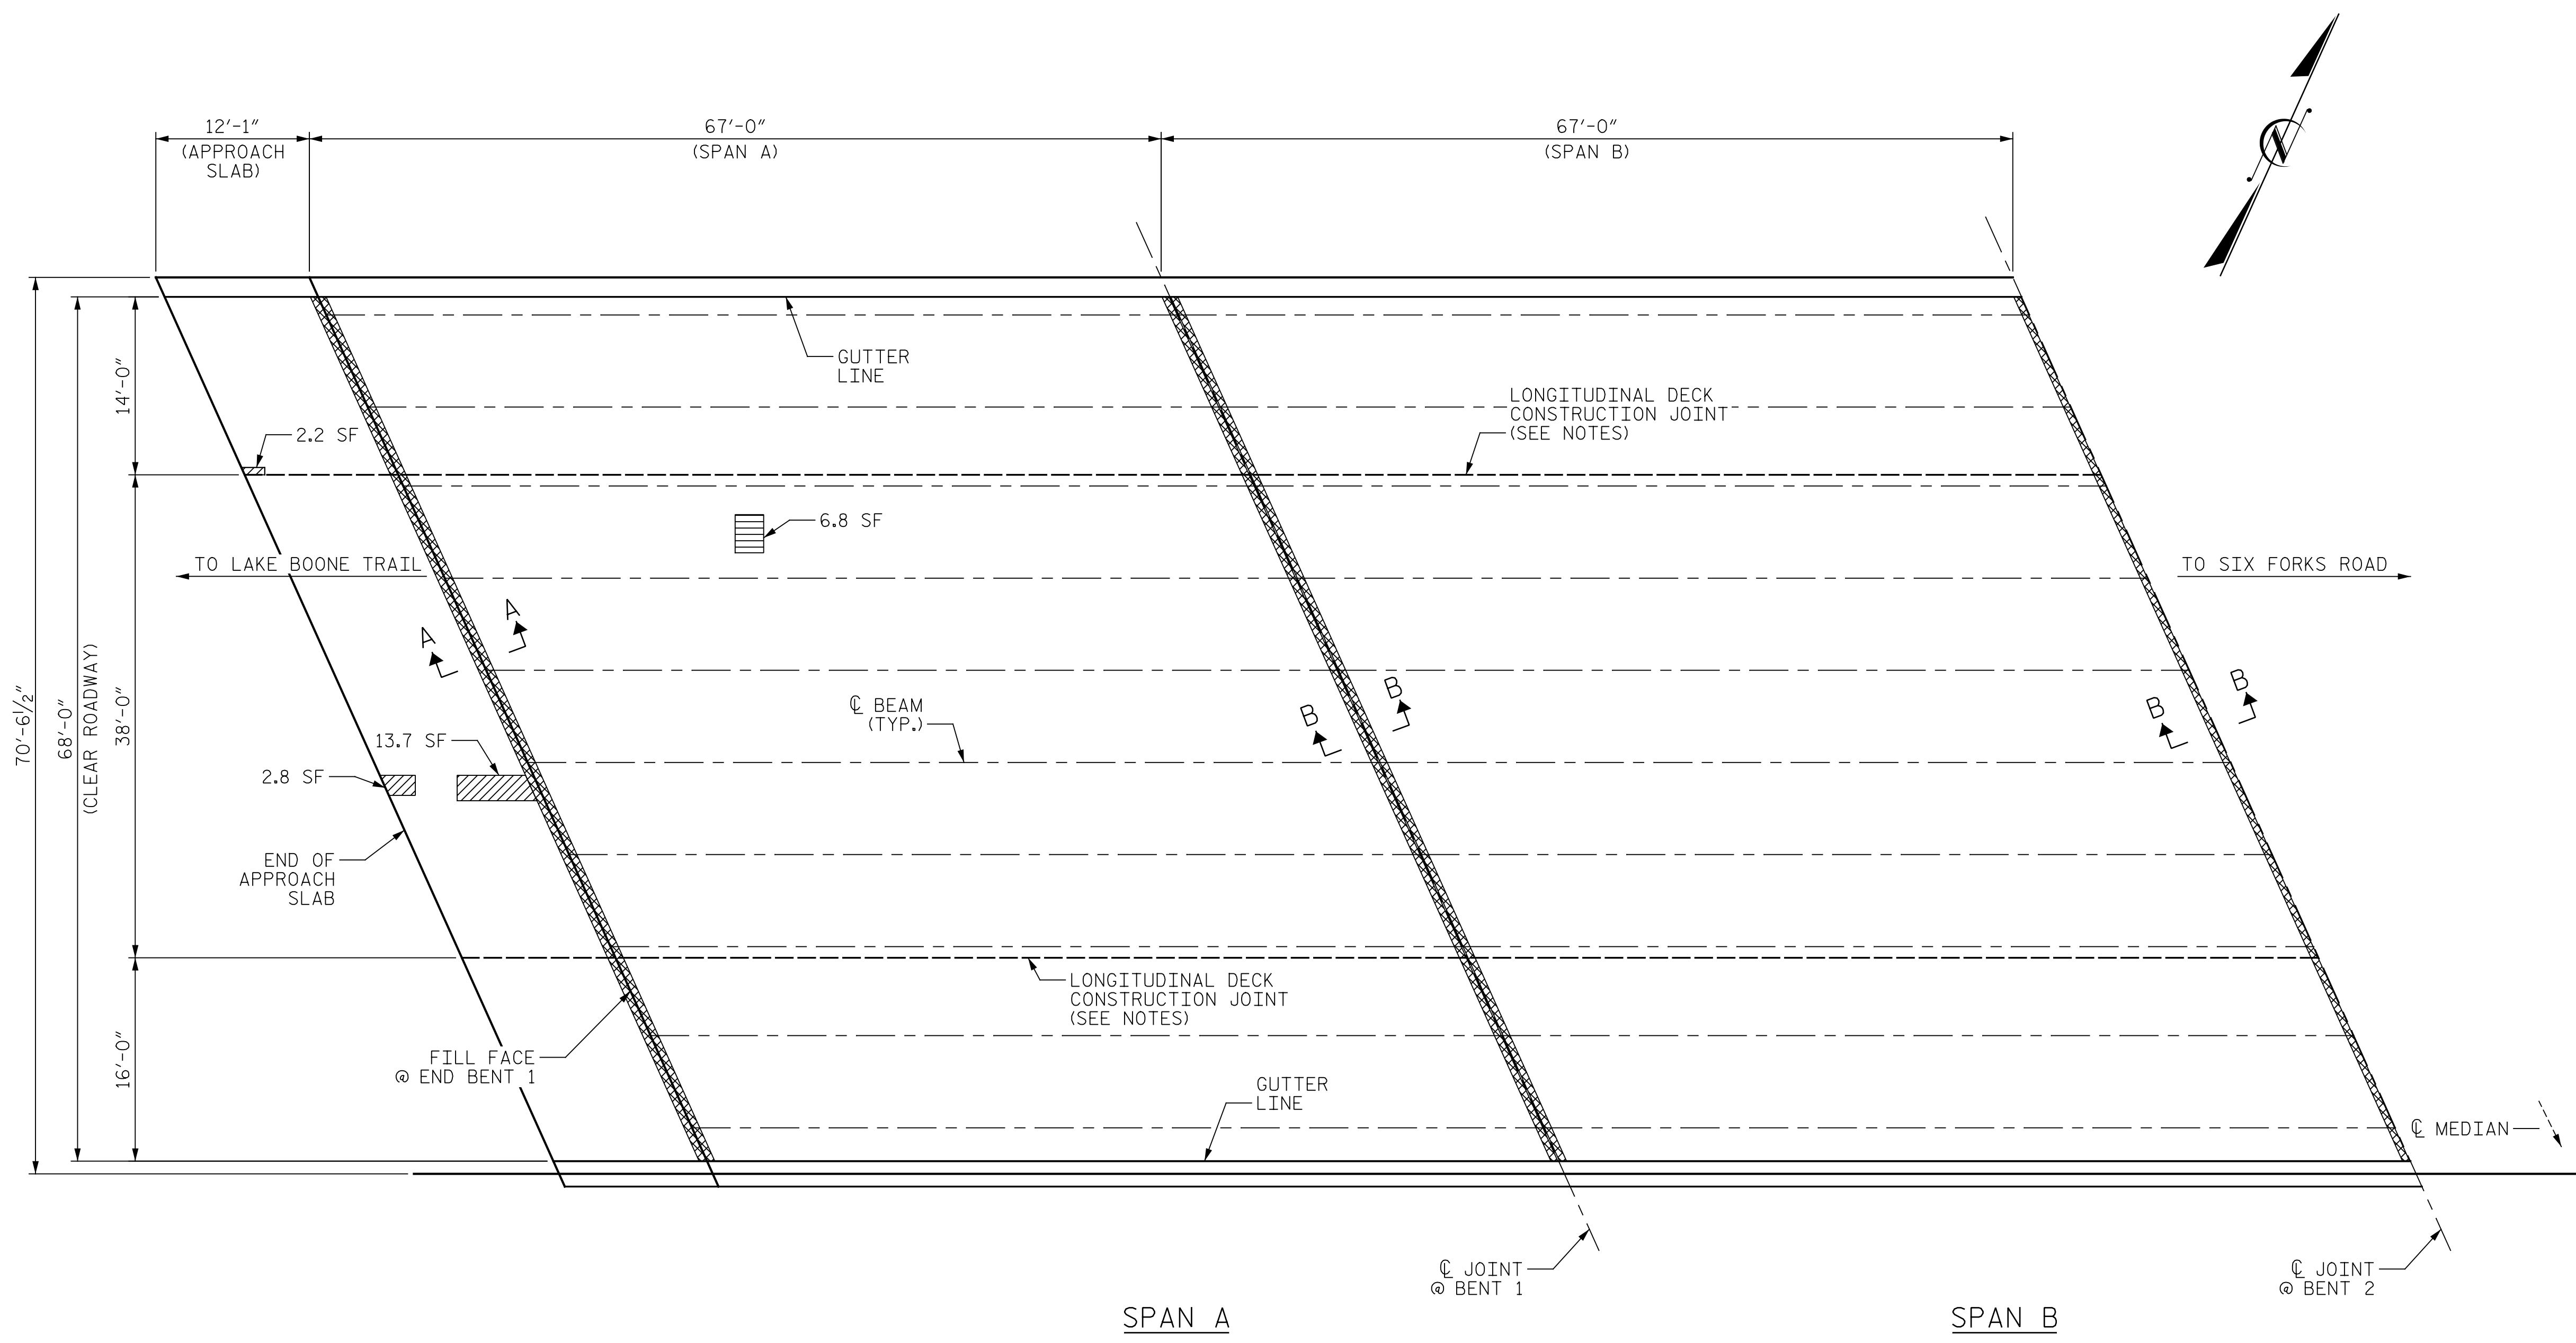 12'-1"
(APPROACH
SLAB)
67'-0"
(SPAN A)
67'-0"
(SPAN B)
N
GUTTER
LINE
14'-0"
LONGITUDINAL DECK
CONSTRUCTION JOINT
(SEE NOTES)
2.2 SF
6.8 SF
TO LAKE BOONE TRAIL
TO SIX FORKS ROAD
A
A
70'-6½"
68'-0"
(CLEAR ROADWAY)
38'-0"
℄ BEAM
(TYP.)
B
B
B
B
13.7 SF
2.8 SF
END OF
APPROACH
SLAB
LONGITUDINAL DECK
CONSTRUCTION JOINT
(SEE NOTES)
16'-0"
FILL FACE
@ END BENT 1
GUTTER
LINE
℄ MEDIAN
℄ JOINT
@ BENT 1
℄ JOINT
@ BENT 2
SPAN A
SPAN B